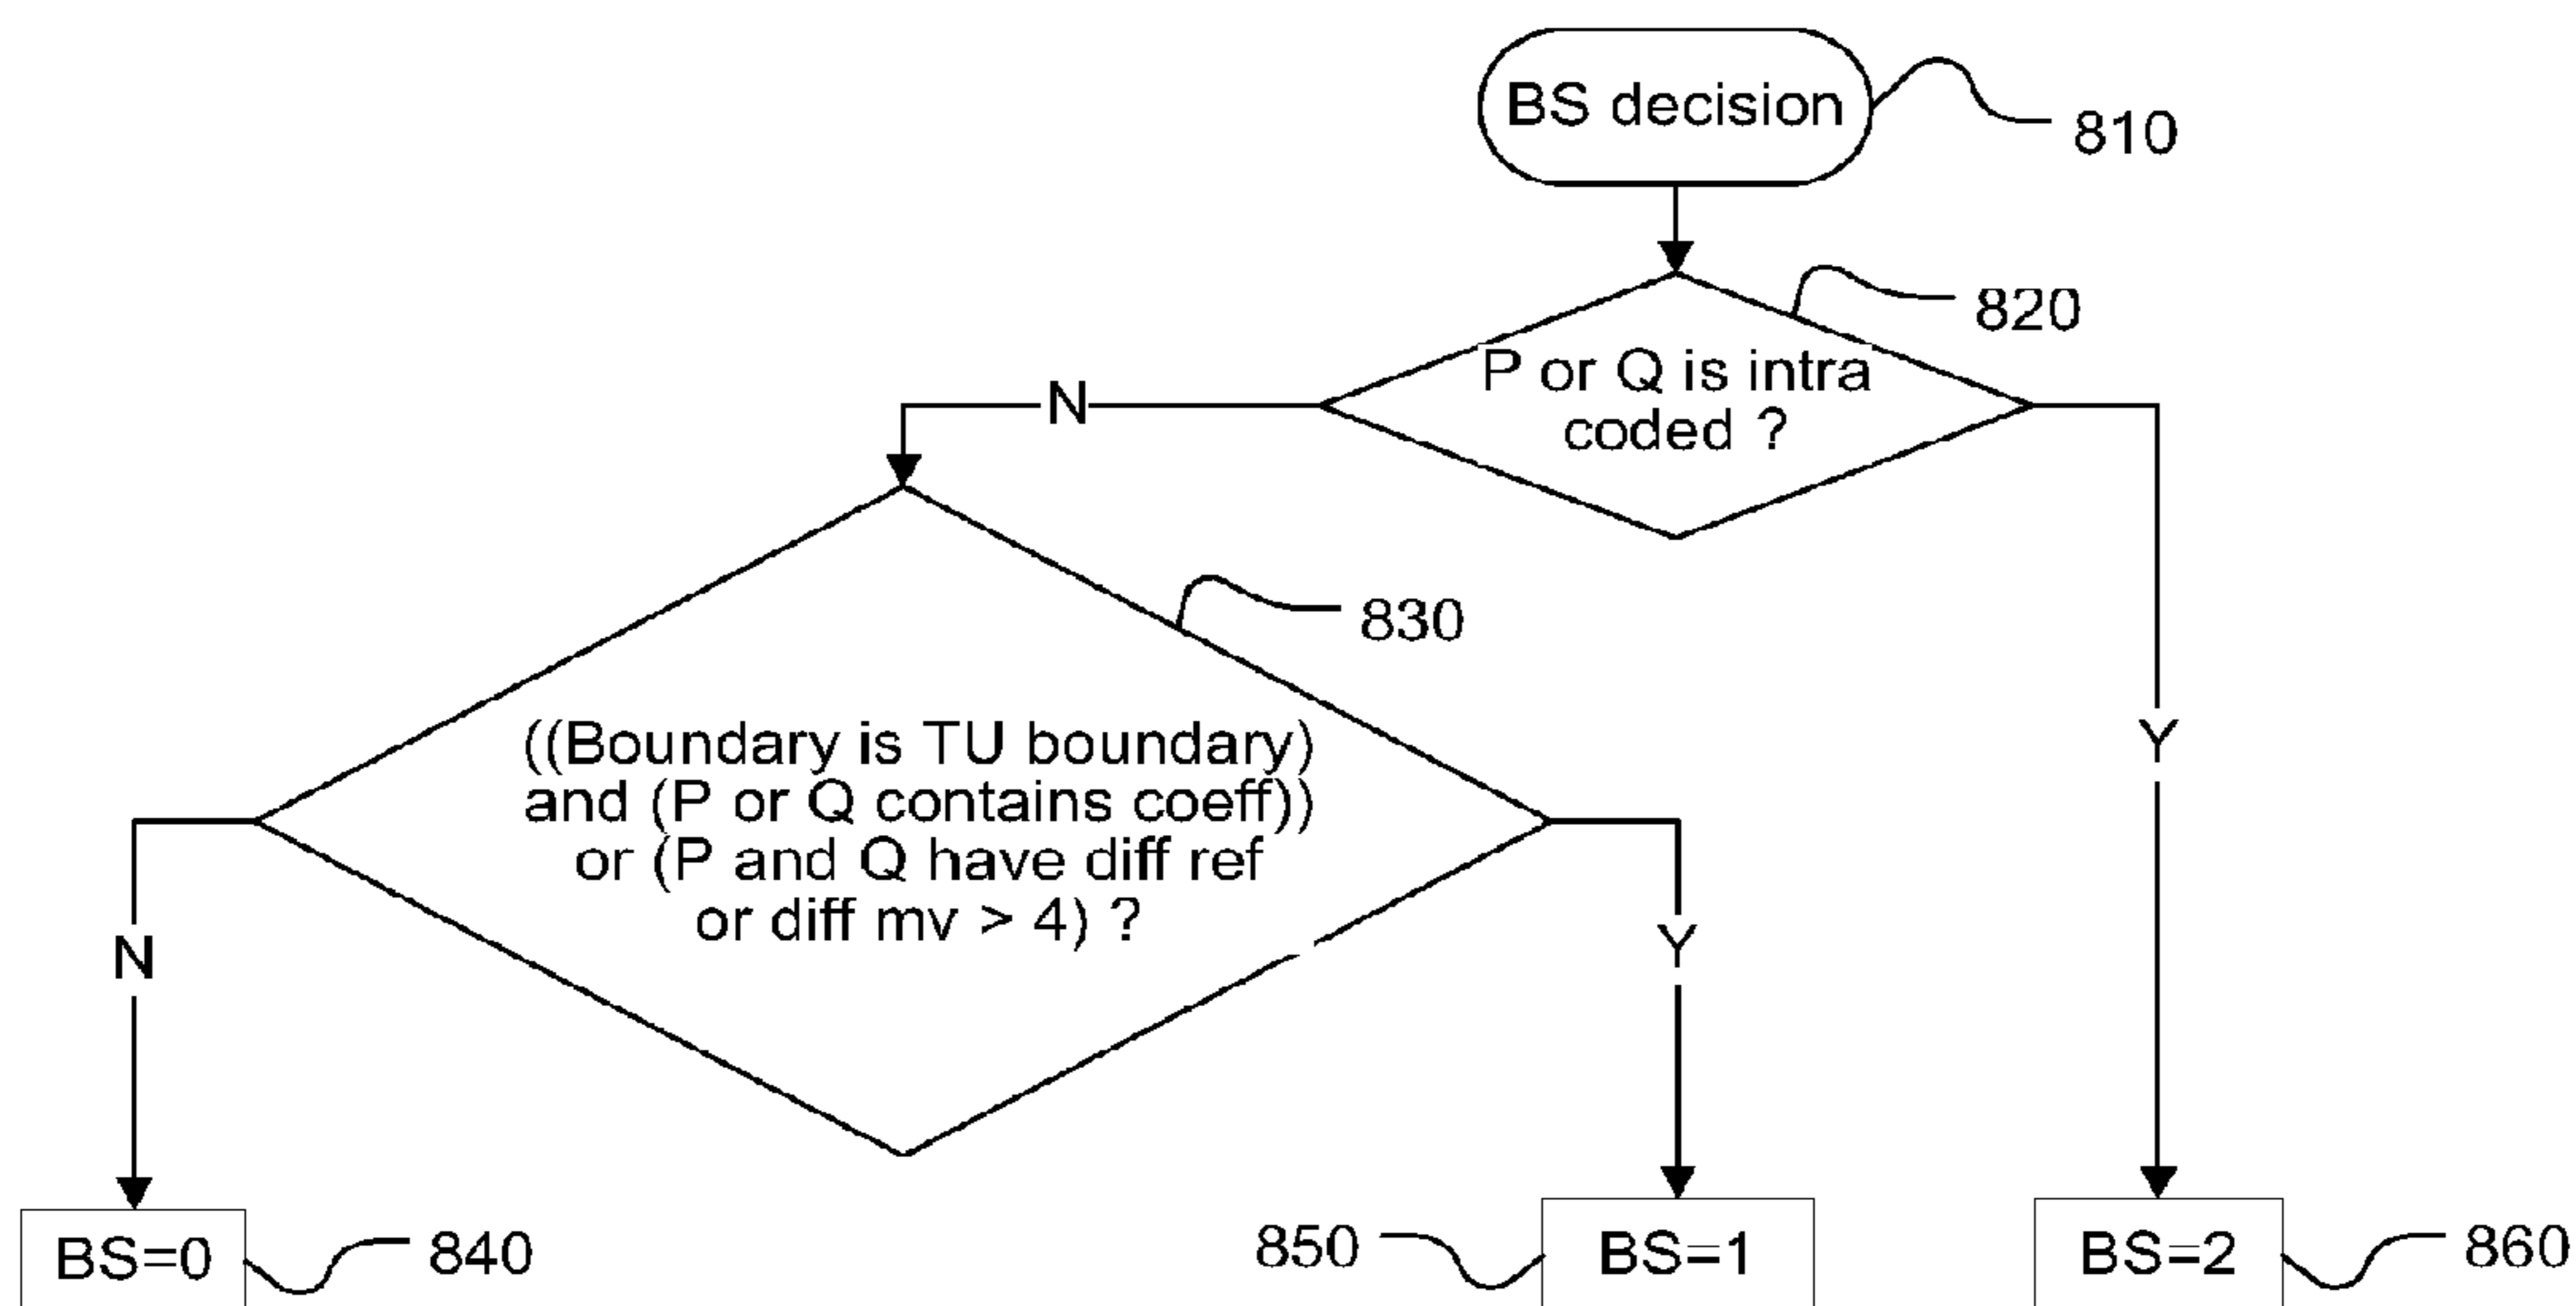 BS decision
810
820
P or Q is intra
coded ?
N
830
((Boundary is TU boundary)
and (P or Q contains coeff))
or (P and Q have diff ref
or diff mv > 4) ?
Y
N
Y
BS=0
840
850
BS=1
BS=2
860